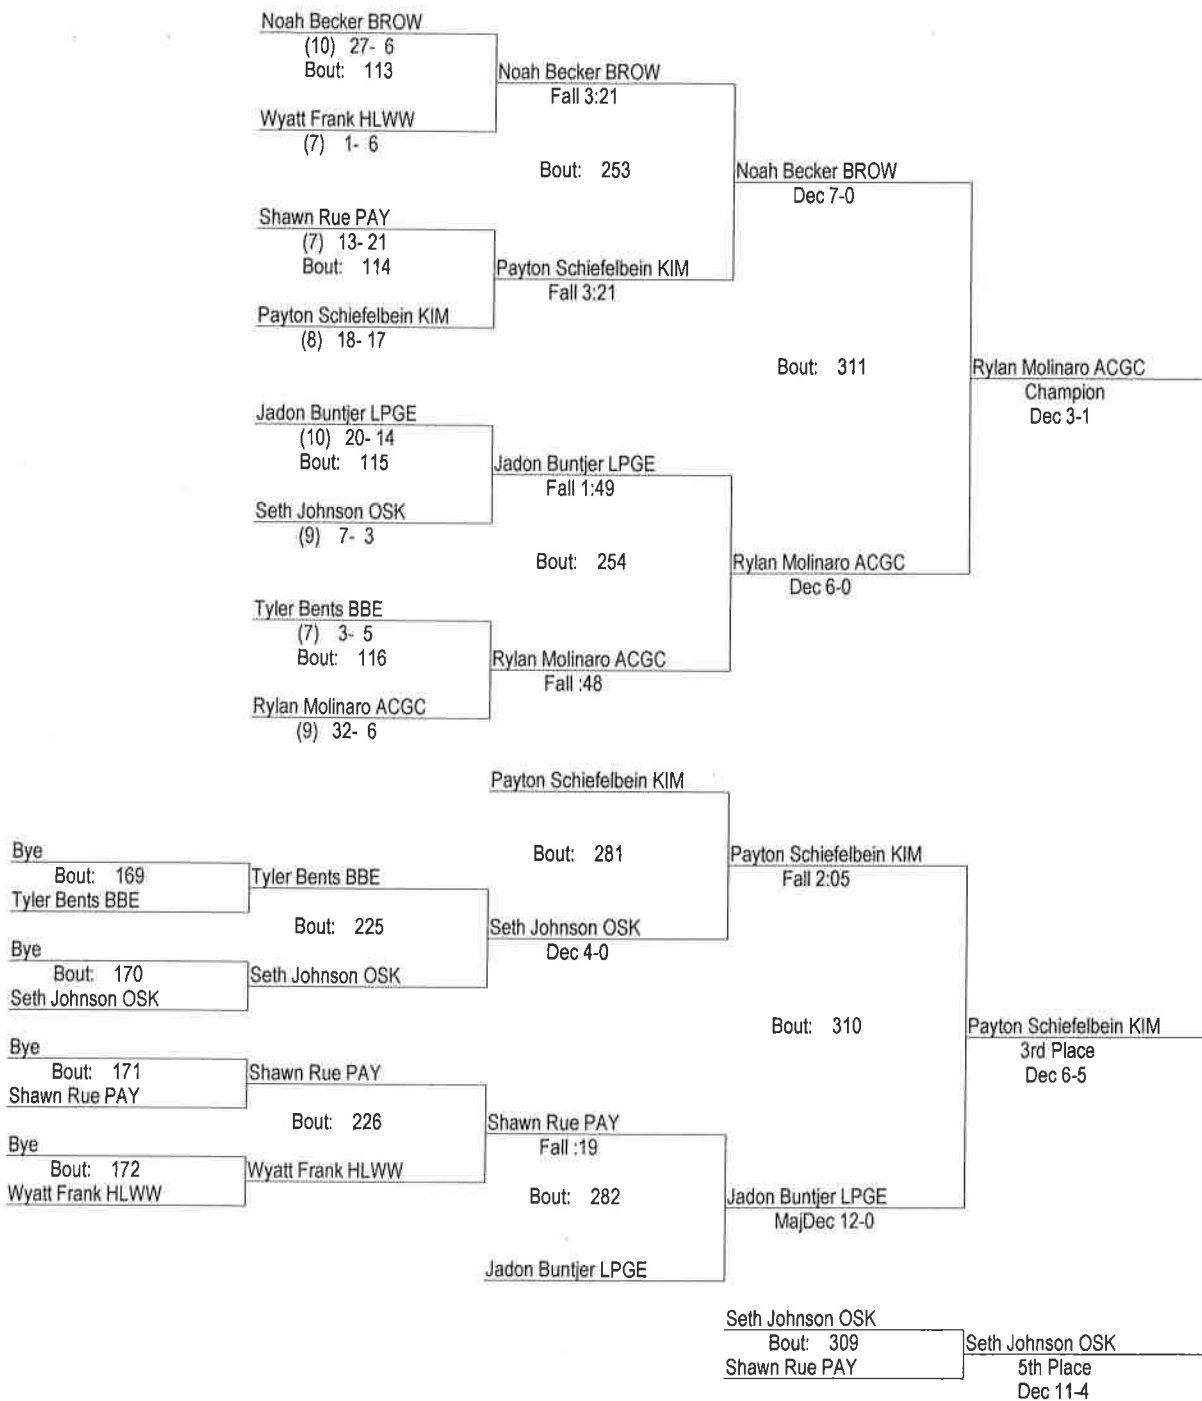 Noah Becker BROW
(10) 27- 6
Bout: 113
Noah Becker BROW
Fall 3:21
Wyatt Frank HLWW
(7) 1- 6
Bout: 253
Noah Becker BROW
Dec 7-0
Shawn Rue PAY
(7) 13- 21
Bout: 114
Payton Schiefelbein KIM
Fall 3:21
Payton Schiefelbein KIM
(8) 18- 17
Bout: 311
Rylan Molinaro ACGC
Champion
Dec 3-1
Jadon Buntjer LPGE
(10) 20- 14
Bout: 115
Jadon Buntjer LPGE
Fall 1:49
Seth Johnson OSK
(9) 7- 3
Bout: 254
Rylan Molinaro ACGC
Dec 6-0
Tyler Bents BBE
(7) 3- 5
Bout: 116
Rylan Molinaro ACGC
Fall :48
Rylan Molinaro ACGC
(9) 32- 6
Payton Schiefelbein KIM
Bout: 281
Payton Schiefelbein KIM
Fall 2:05
Bye
Bout: 169
Tyler Bents BBE
Tyler Bents BBE
Bout: 225
Seth Johnson OSK
Dec 4-0
Bye
Bout: 170
Seth Johnson OSK
Seth Johnson OSK
Bout: 310
Payton Schiefelbein KIM
3rd Place
Dec 6-5
Bye
Bout: 171
Shawn Rue PAY
Shawn Rue PAY
Bout: 226
Shawn Rue PAY
Fall :19
Bye
Bout: 172
Wyatt Frank HLWW
Wyatt Frank HLWW
Bout: 282
Jadon Buntjer LPGE
MajDec 12-0
Jadon Buntjer LPGE
Seth Johnson OSK
Bout: 309
Shawn Rue PAY
Seth Johnson OSK
5th Place
Dec 11-4